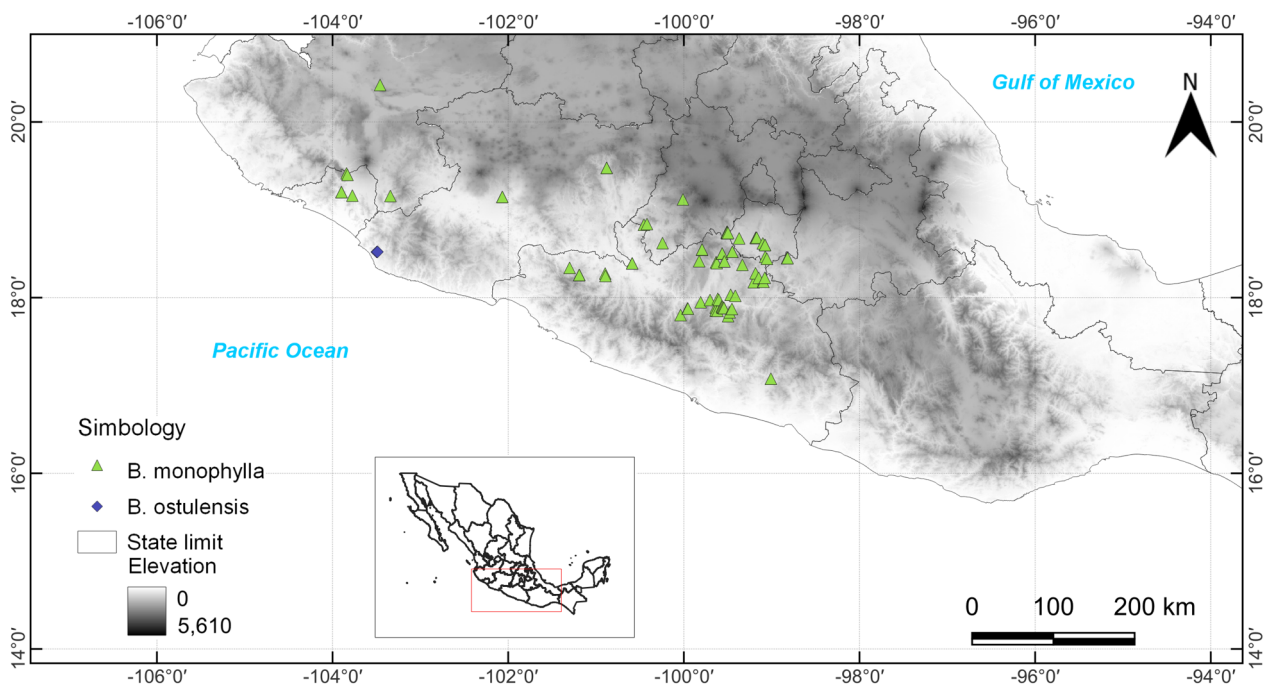 -106°0′ -104°0′ -102°0′ -100°0′ -98°0′ -96°0′ -94°0′
Gulf of Mexico
N
20°0′ 20°0′
18°0′ 18°0′
Pacific Ocean
Simbology
B. monophylla
16°0′ 16°0′
B. ostulensis
State limit
Elevation
0
5,610
0 100 200 km
14°0′ 14°0′
-106°0′ -104°0′ -102°0′ -100°0′ -98°0′ -96°0′ -94°0′